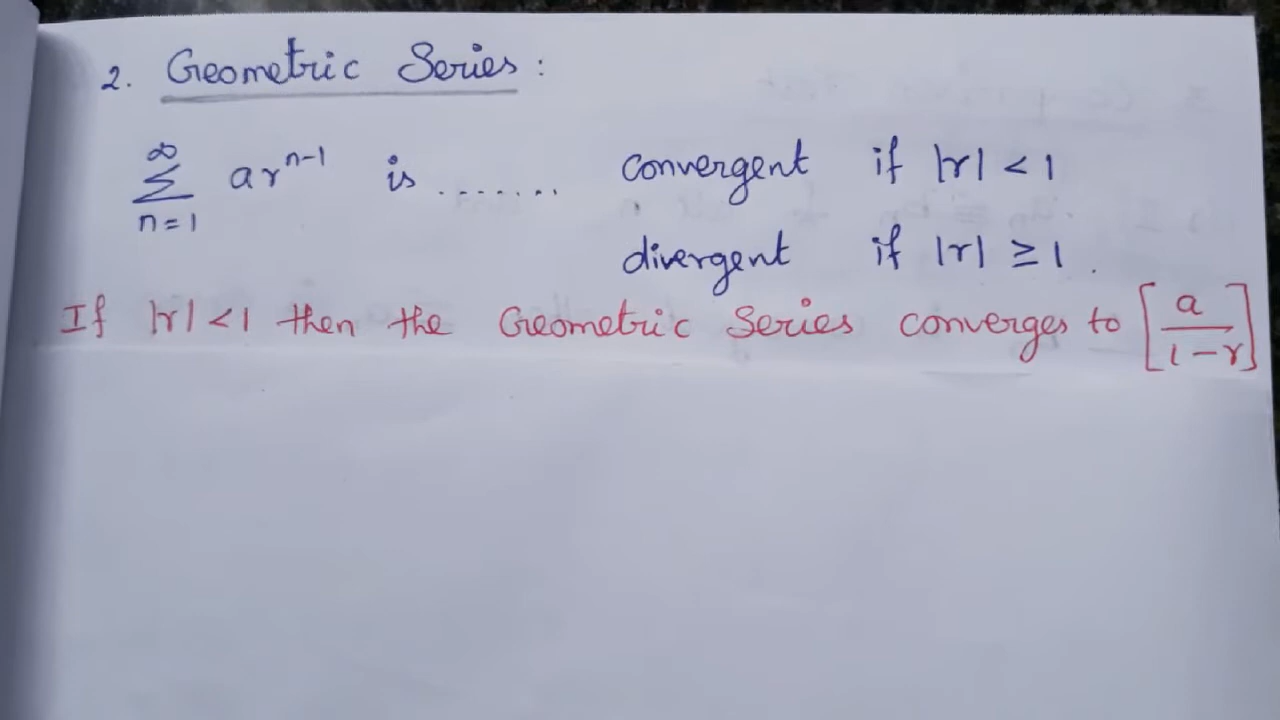 2. Geometric Series:
∞
∑ ar^{n-1} is ....... convergent if |r| < 1
n=1
divergent if |r| ≥ 1.
If |r| < 1 then the Geometric Series converges to [a/(1-r)]